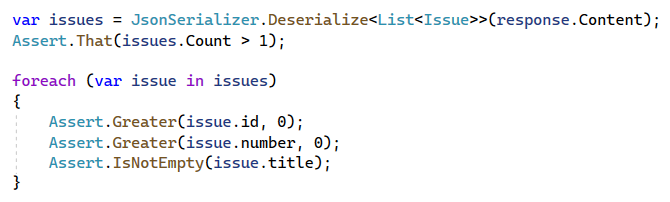 var issues = JsonSerializer.Deserialize<List<Issue>>(response.Content);
Assert.That(issues.Count > 1);
foreach (var issue in issues)
{
Assert.Greater(issue.id, 0);
Assert.Greater(issue.number, 0);
Assert.IsNotEmpty(issue.title);
}